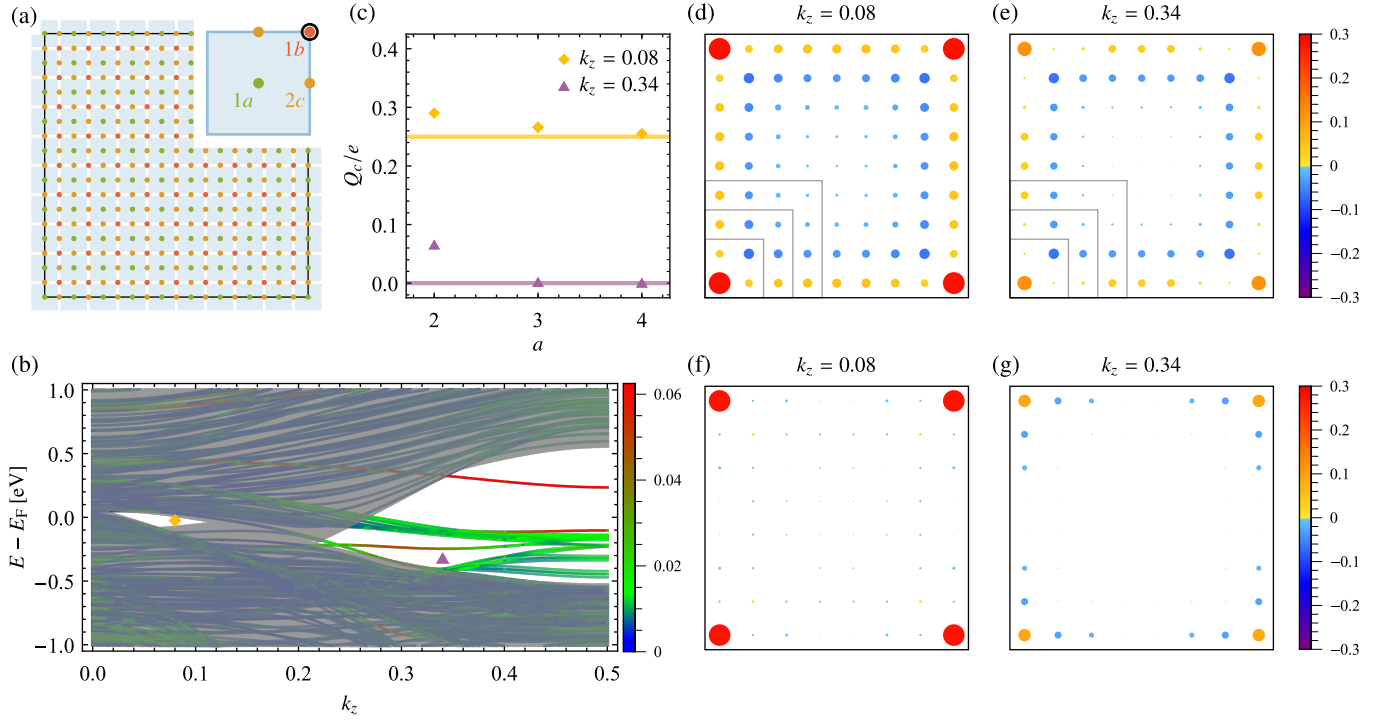 (a)
1b
1a
2c
(c)
0.4
0.3
0.2
0.1
0.0
Q_c/e
k_z = 0.08
k_z = 0.34
2
3
4
a
(d)
k_z = 0.08
(e)
k_z = 0.34
0.3
0.2
0.1
0
−0.1
−0.2
−0.3
(b)
1.0
0.5
0.0
−0.5
−1.0
E − E_F [eV]
0.0
0.1
0.2
0.3
0.4
0.5
k_z
0.06
0.04
0.02
0
(f)
k_z = 0.08
(g)
k_z = 0.34
0.3
0.2
0.1
0
−0.1
−0.2
−0.3